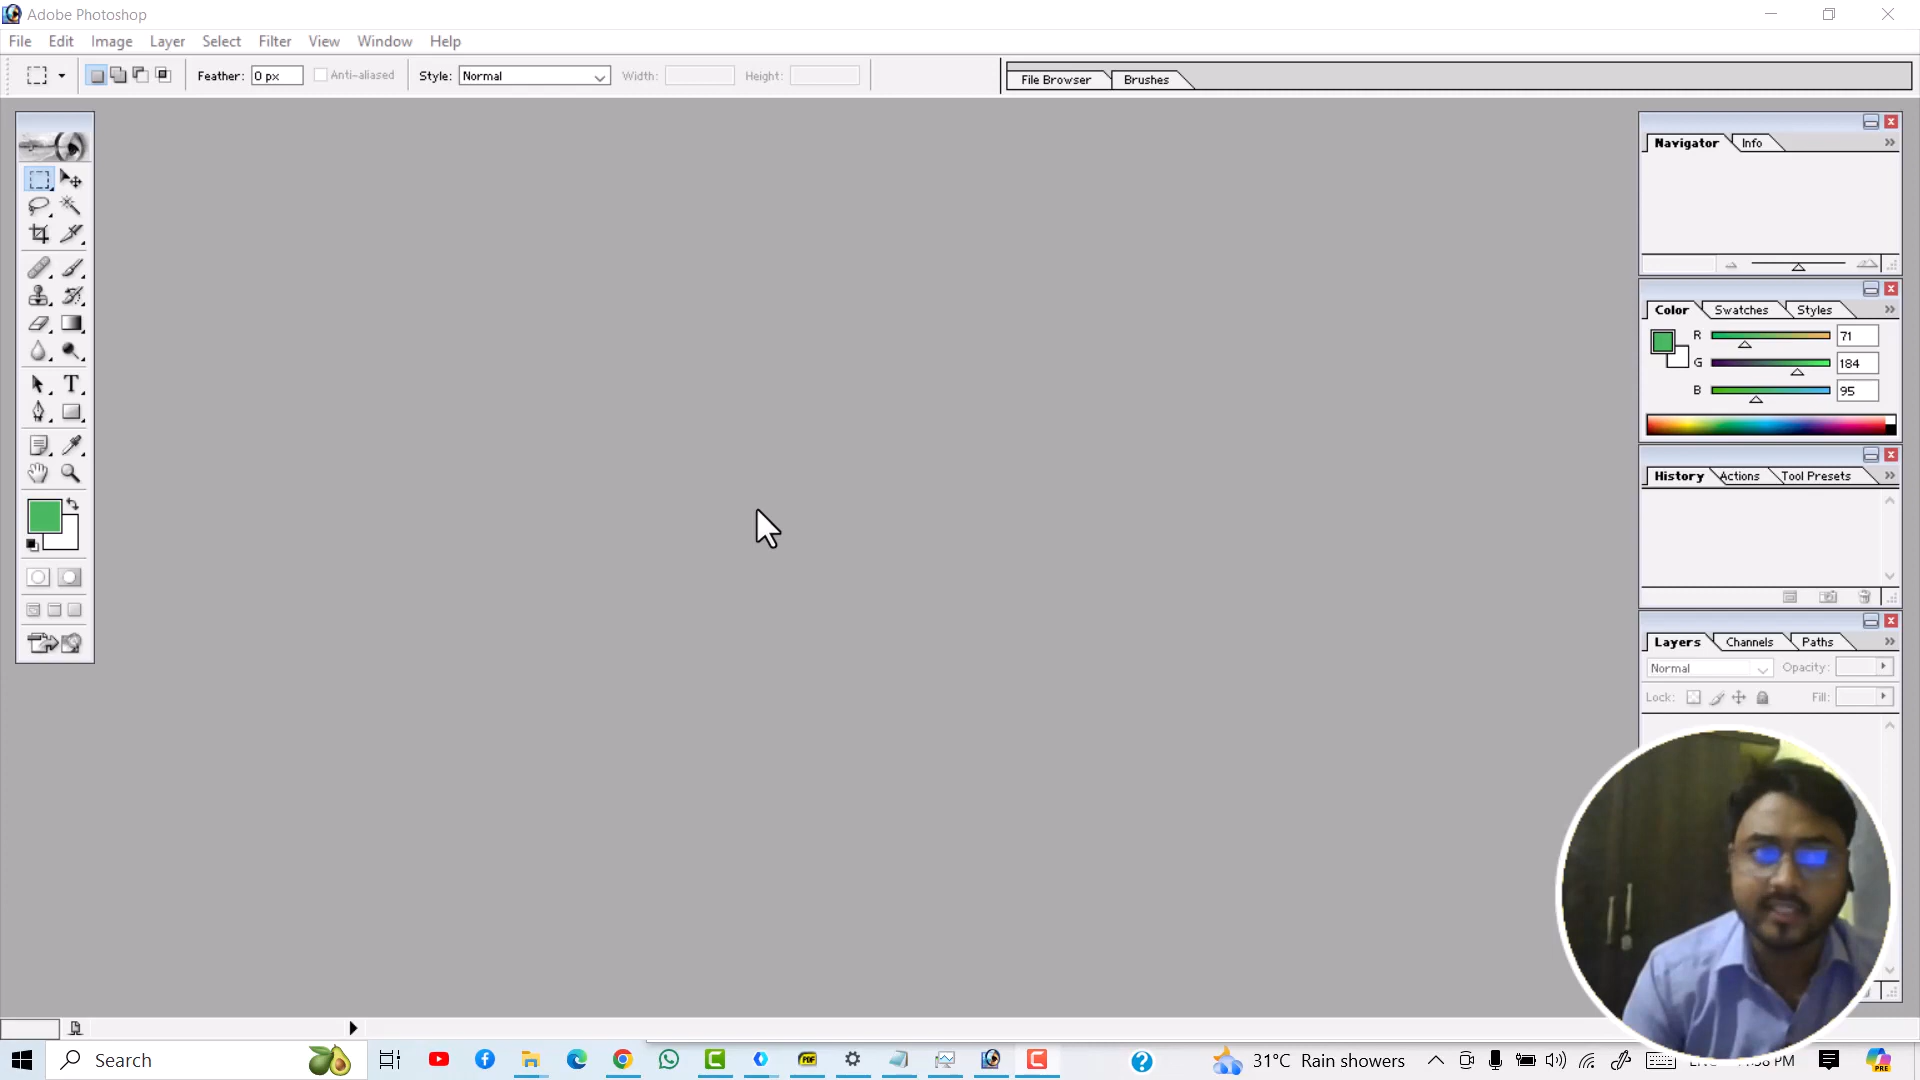 Adobe Photoshop
File Edit Image Layer Select Filter View Window Help
Feather: 0 px Anti-aliased Style: Normal Width: Height: File Browser Brushes
Navigator Info
Color Swatches Styles
R 71
G 184
B 95
History Actions Tool Presets
Layers Channels Paths
Normal Opacity:
Lock: Fill:
Search 31°C Rain showers PM